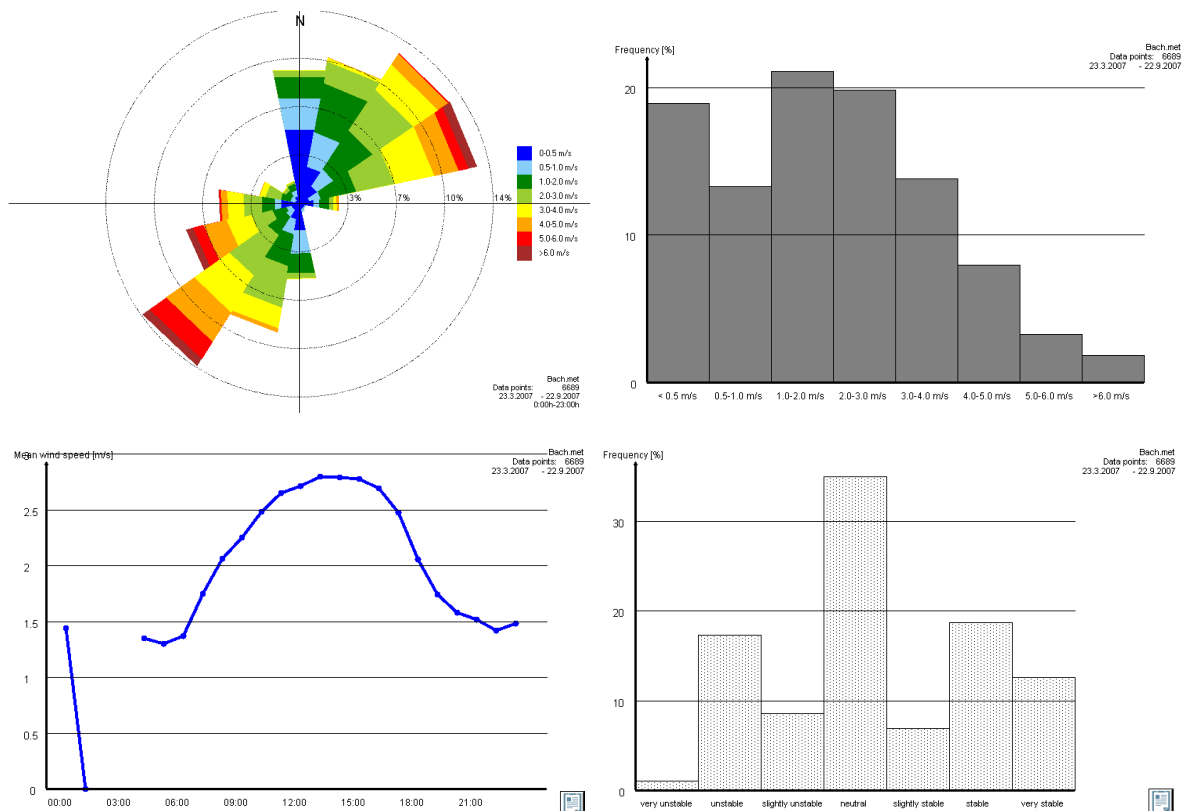 N
3%
7%
10%
14%
0-0.5 m/s
0.5-1.0 m/s
1.0-2.0 m/s
2.0-3.0 m/s
3.0-4.0 m/s
4.0-5.0 m/s
5.0-6.0 m/s
>6.0 m/s
Bach.met
Data points: 6689
23.3.2007 - 22.9.2007
0:00h-23:00h
Frequency [%]
Bach.met
Data points: 6689
23.3.2007 - 22.9.2007
20
10
0
< 0.5 m/s
0.5-1.0 m/s
1.0-2.0 m/s
2.0-3.0 m/s
3.0-4.0 m/s
4.0-5.0 m/s
5.0-6.0 m/s
>6.0 m/s
Mean wind speed [m/s]
Bach.met
Data points: 6689
23.3.2007 - 22.9.2007
3
2.5
2
1.5
1
0.5
0
00:00
03:00
06:00
09:00
12:00
15:00
18:00
21:00
Frequency [%]
Bach.met
Data points: 6689
23.3.2007 - 22.9.2007
30
20
10
0
very unstable
unstable
slightly unstable
neutral
slightly stable
stable
very stable